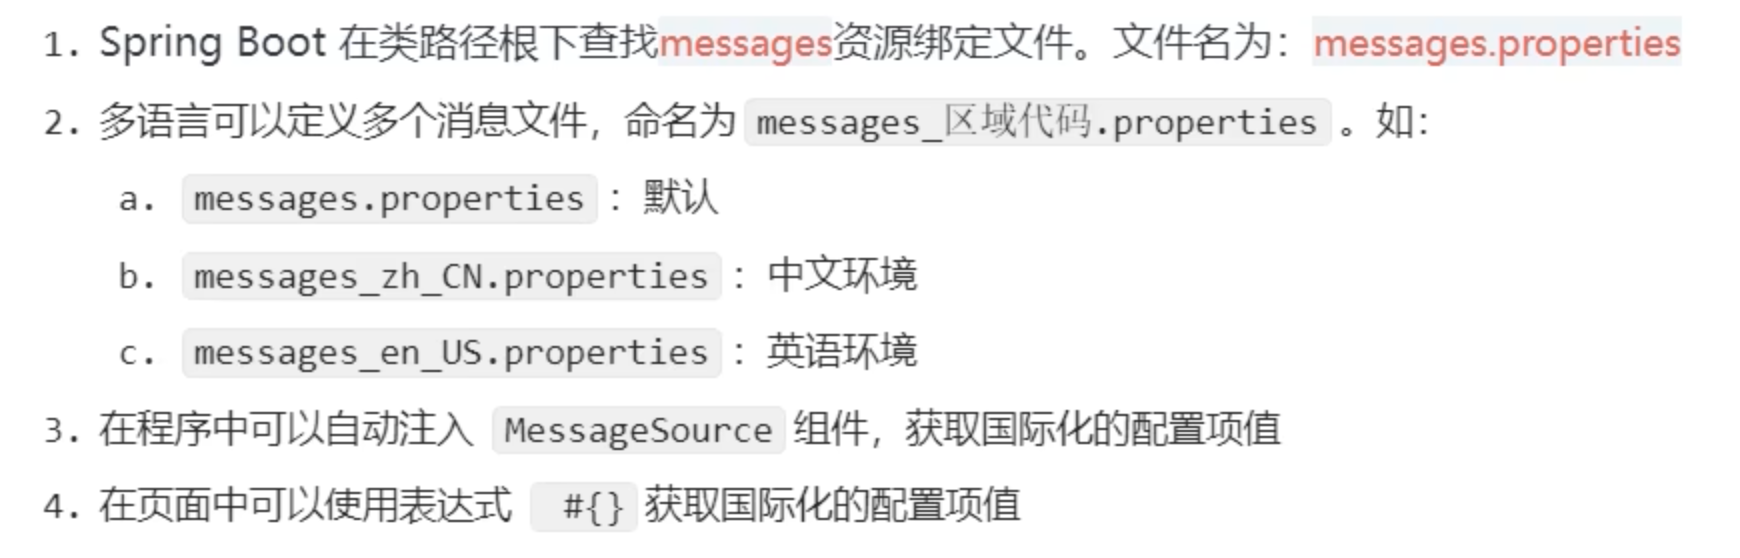 1. Spring Boot 在类路径根下查找messages资源绑定文件。文件名为：messages.properties
2. 多语言可以定义多个消息文件，命名为 messages_区域代码.properties 。如：
a. messages.properties ：默认
b. messages_zh_CN.properties ：中文环境
c. messages_en_US.properties ：英语环境
3. 在程序中可以自动注入 MessageSource 组件，获取国际化的配置项值
4. 在页面中可以使用表达式 #{} 获取国际化的配置项值